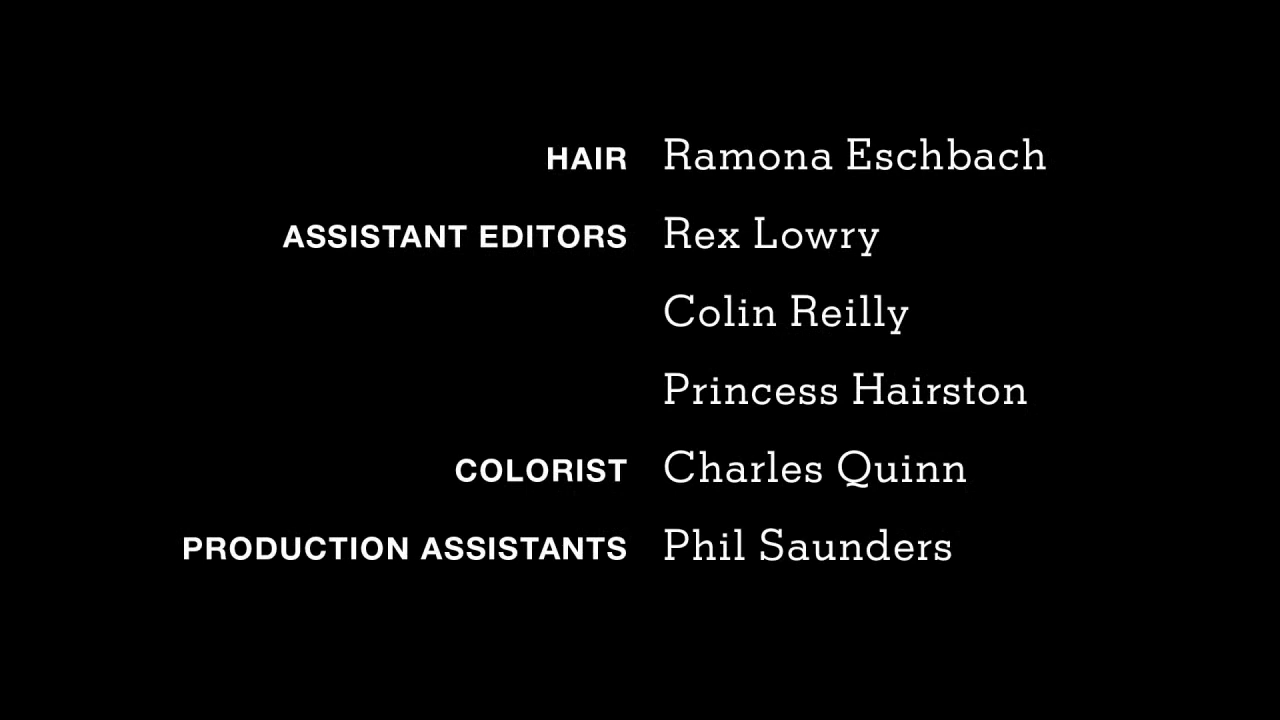 HAIR Ramona Eschbach
ASSISTANT EDITORS Rex Lowry
Colin Reilly
Princess Hairston
COLORIST Charles Quinn
PRODUCTION ASSISTANTS Phil Saunders